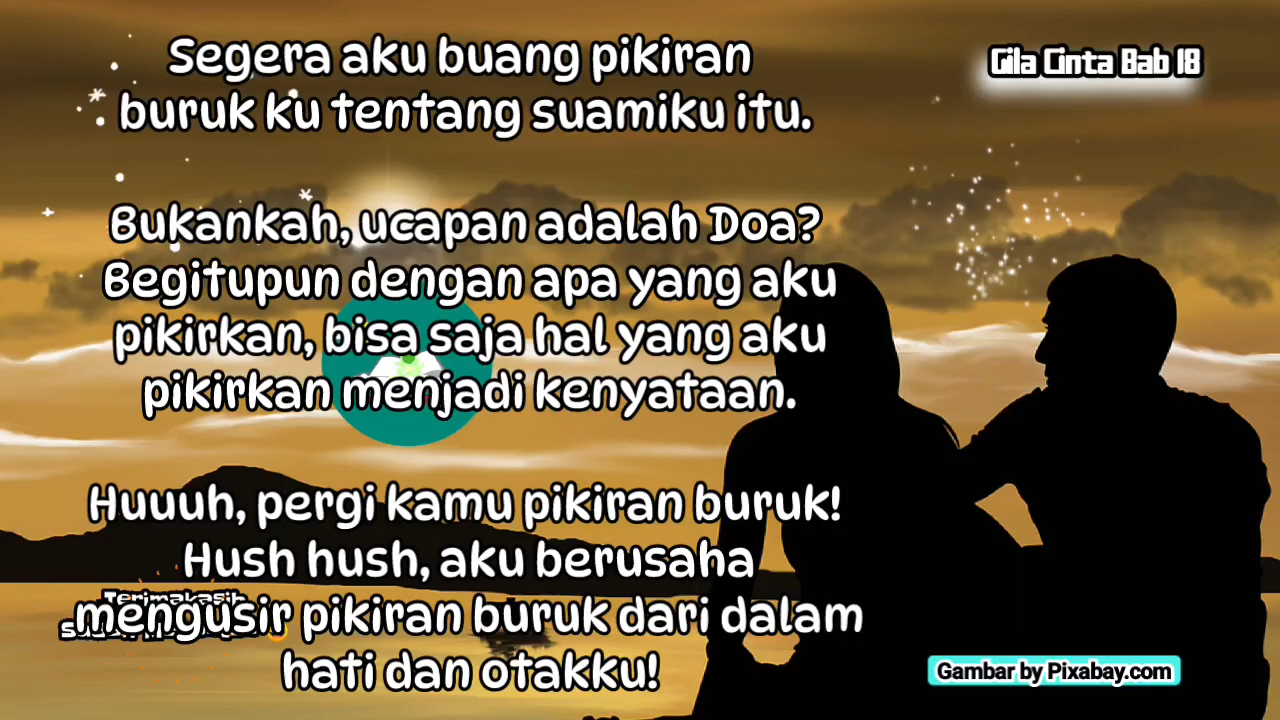 Segera aku buang pikiran
buruk ku tentang suamiku itu.
Gila Cinta Bab 18
Bukankah, ucapan adalah Doa?
Begitupun dengan apa yang aku
pikirkan, bisa saja hal yang aku
pikirkan menjadi kenyataan.
Huuuh, pergi kamu pikiran buruk!
Hush hush, aku berusaha
Terimakasih
mengusir pikiran buruk dari dalam
hati dan otakku!
Gambar by Pixabay.com